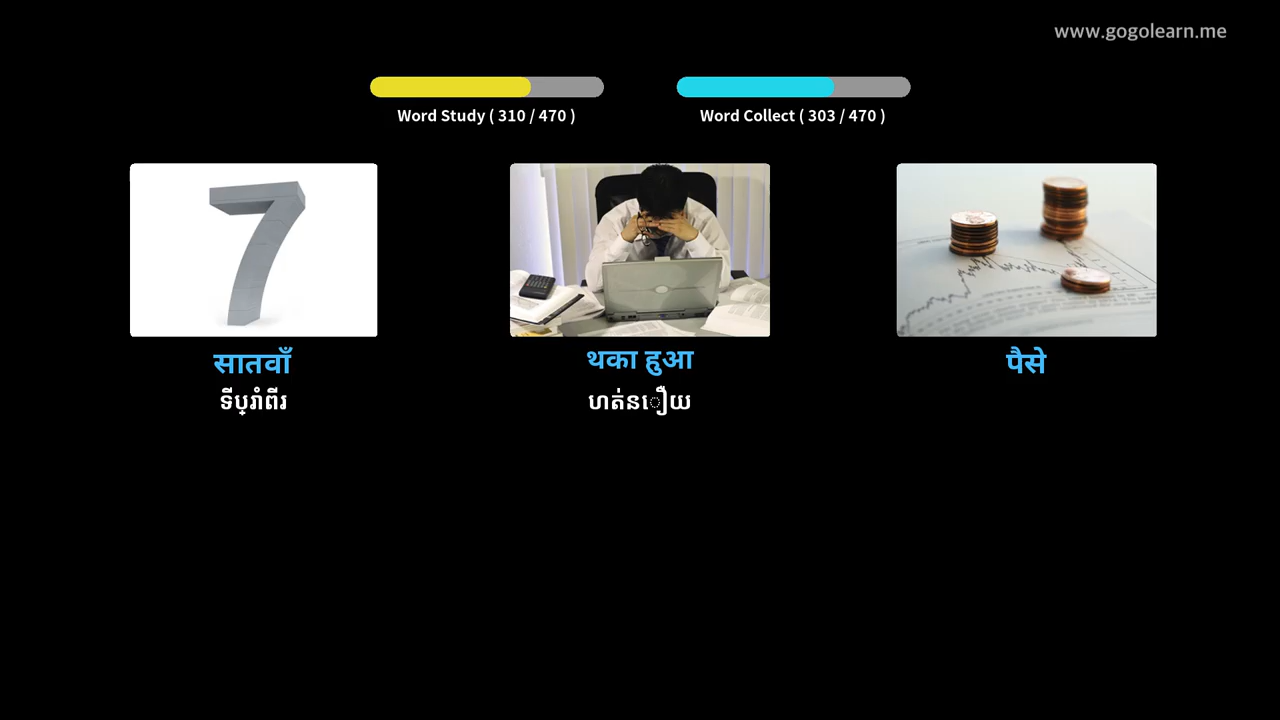 www.gogolearn.me
Word Study ( 310 / 470 )
Word Collect ( 303 / 470 )
सातवाँ
थका हुआ
पैसे
ទីប្រាំពីរ
ហត់នឿយ